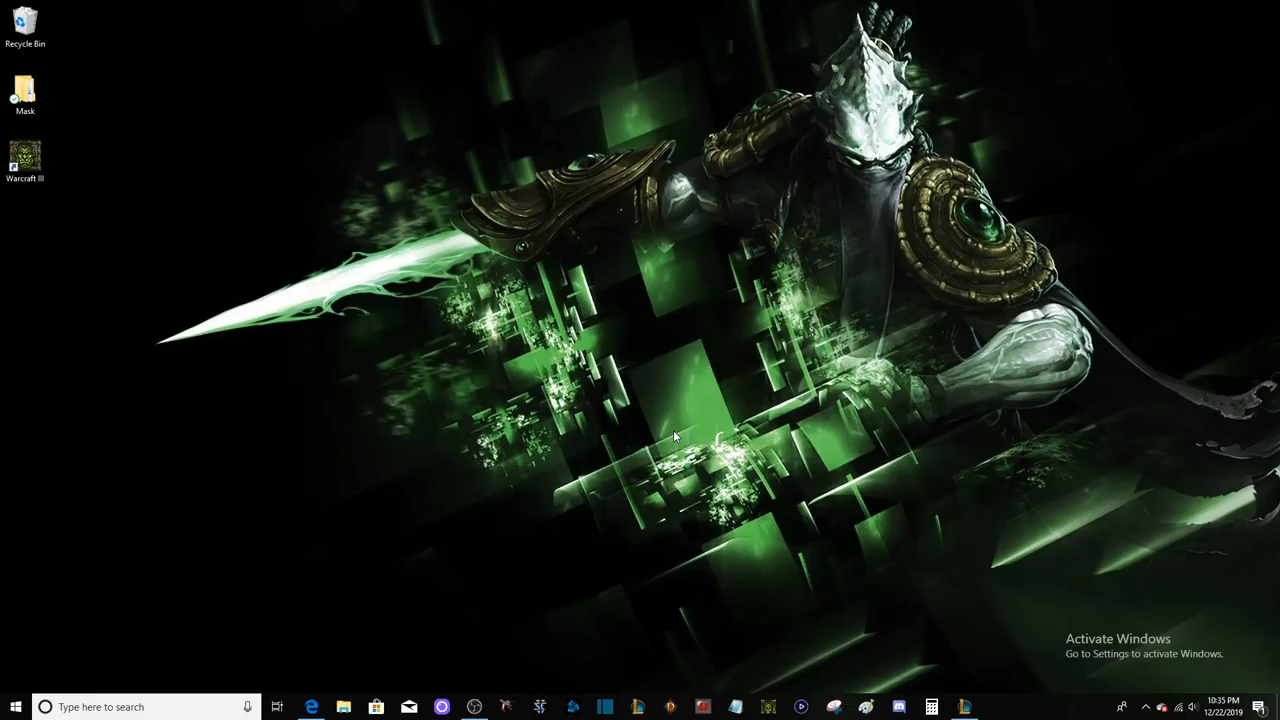 Recycle Bin
Mask
Warcraft III
Activate Windows
Go to Settings to activate Windows.
Type here to search
10:35 PM
12/22/2019